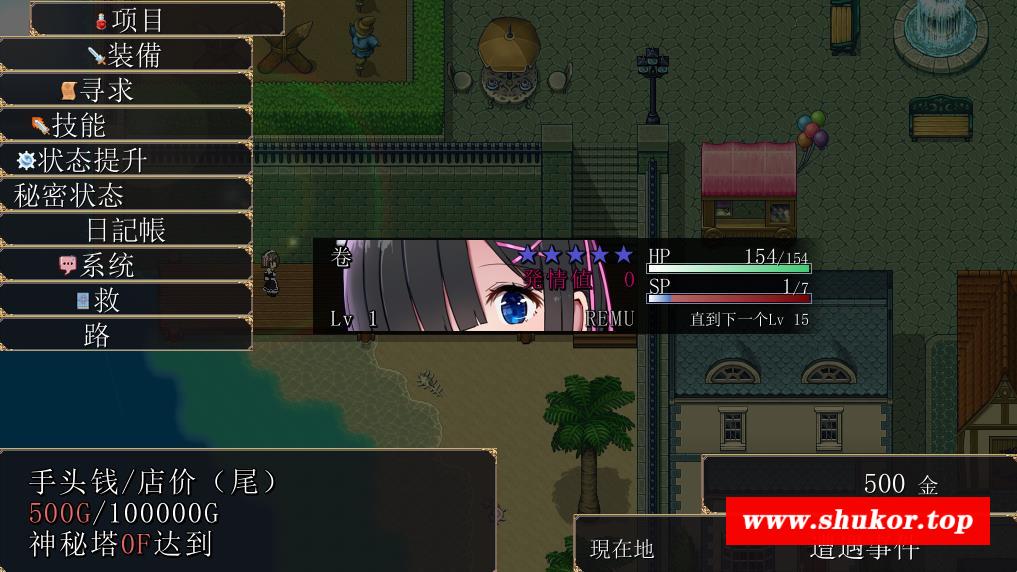 项目
装備
寻求
技能
状态提升
秘密状态
日記帳
系统
救
路
卷
発情値 0
Lv 1
REMU
HP 154/154
SP 1/7
直到下一个Lv 15
手头钱/店价（尾）
500G/100000G
神秘塔0F达到
500 金
www.shukor.top
現在地
遭遇事件